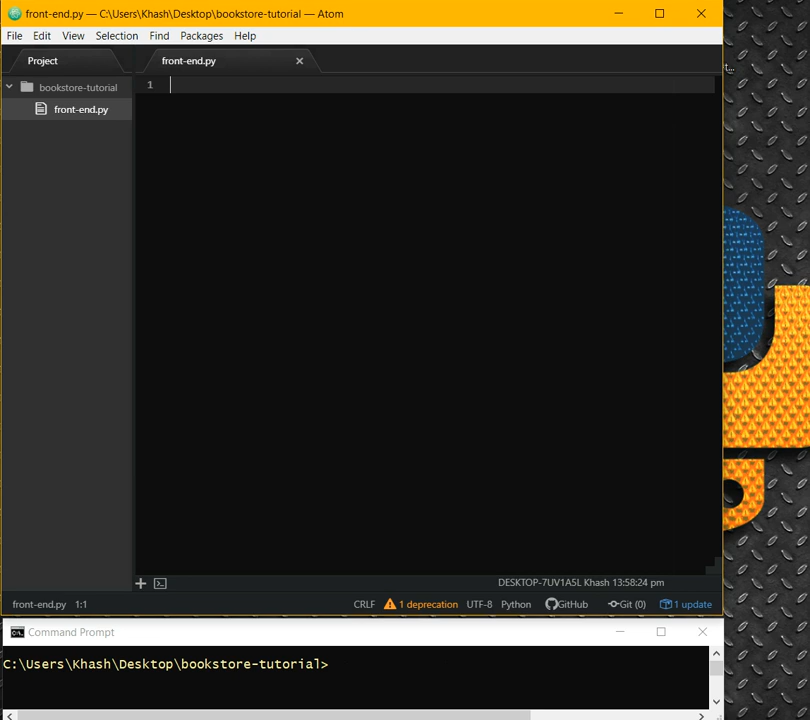 front-end.py — C:\Users\Khash\Desktop\bookstore-tutorial — Atom
File Edit View Selection Find Packages Help
Project
front-end.py
bookstore-tutorial
front-end.py
1
DESKTOP-7UV1A5L Khash 13:58:24 pm
front-end.py 1:1 CRLF 1 deprecation UTF-8 Python GitHub Git (0) 1 update
Command Prompt
C:\Users\Khash\Desktop\bookstore-tutorial>